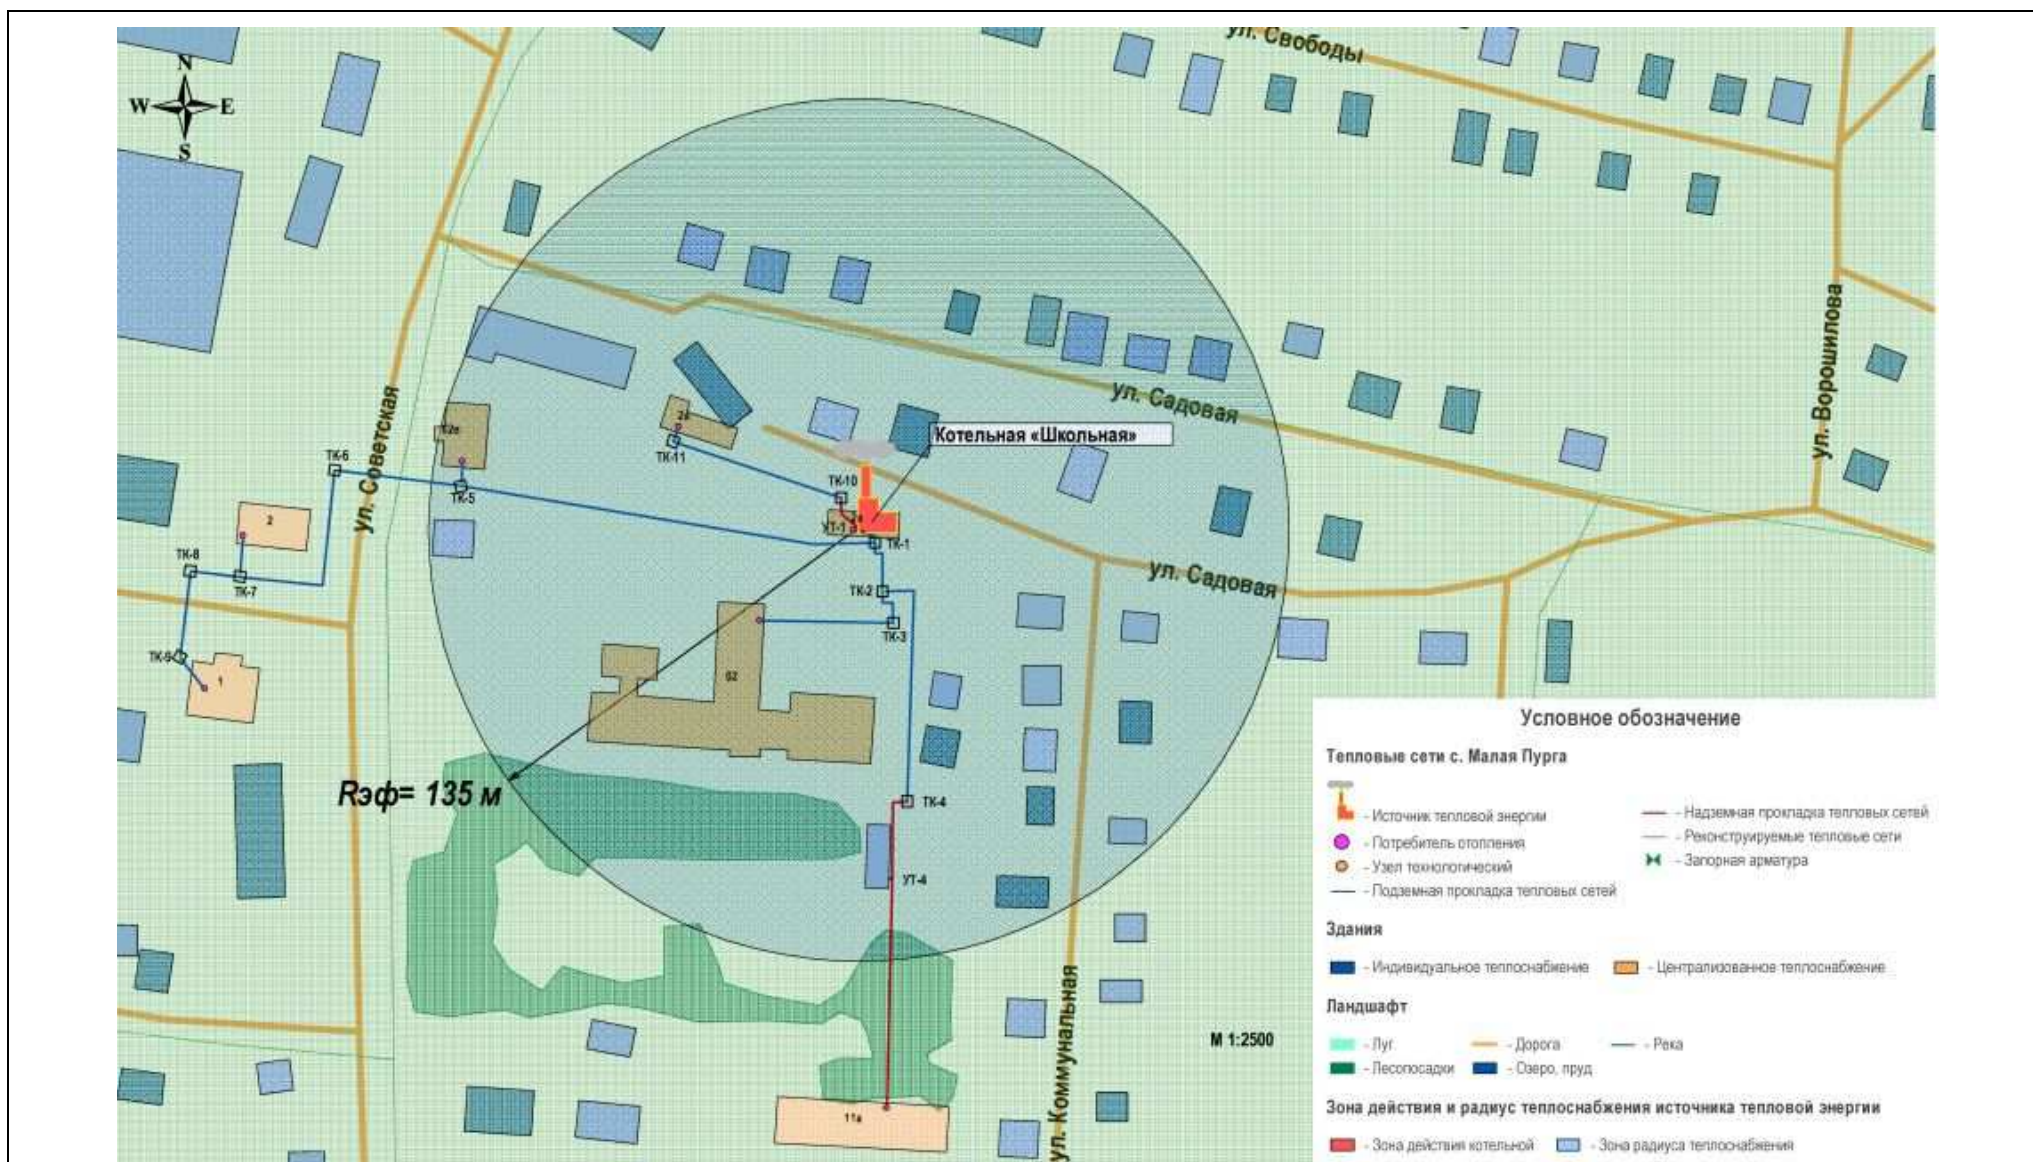 ул. Свободы
N
W E
S
ул. Ворошилова
ул. Садовая
ул. Советская
Котельная «Школьная»
ТК-11
ТК-6
ТК-5
ТК-10
УТ-1
ТК-1
2
ТК-8
ТК-7
ТК-2
ул. Садовая
ТК-3
ТК-9
1
62
Rэф= 135 м
ТК-4
УТ-4
ул. Коммунальная
М 1:2500
11а
Условное обозначение
Тепловые сети с. Малая Пурга
- Источник тепловой энергии
- Потребитель отопления
- Узел технологический
- Подземная прокладка тепловых сетей
- Надземная прокладка тепловых сетей
- Реконструируемые тепловые сети
- Запорная арматура
Здания
- Индивидуальное теплоснабжение
- Централизованное теплоснабжение
Ландшафт
- Луг
- Дорога
- Река
- Лесопосадки
- Озеро, пруд
Зона действия и радиус теплоснабжения источника тепловой энергии
- Зона действия котельной
- Зона радиуса теплоснабжения